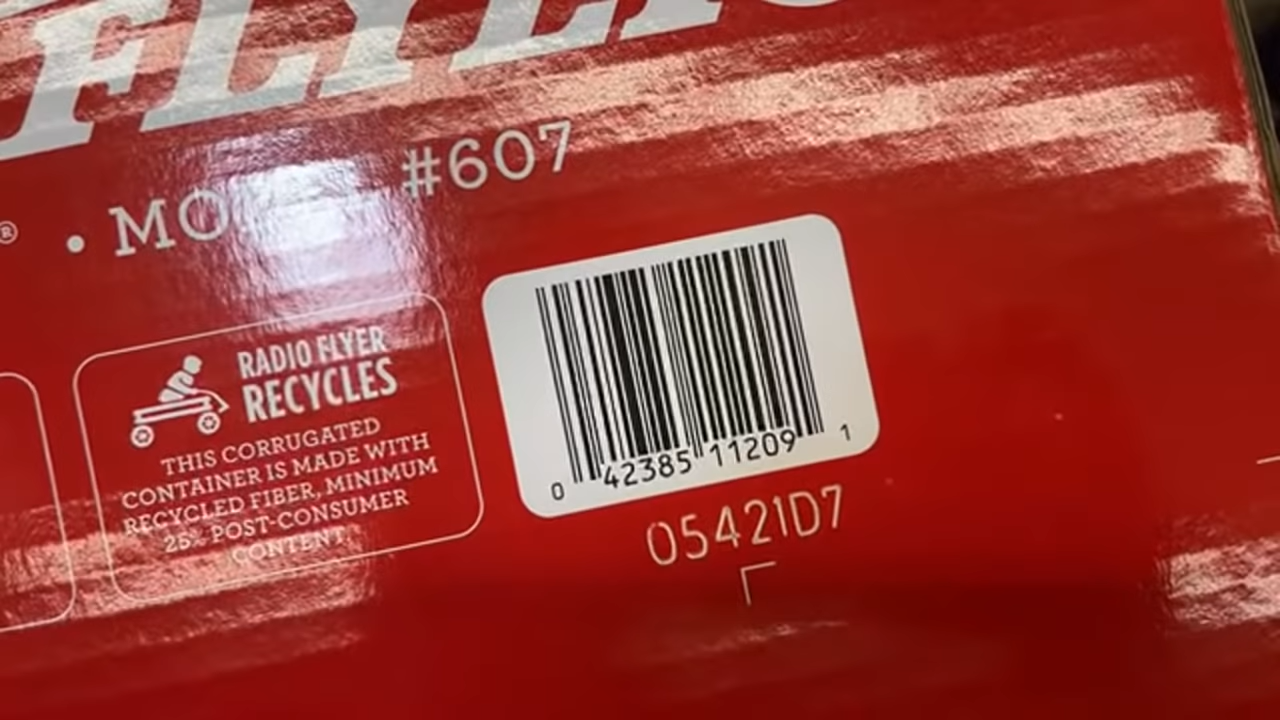 ® • #607
RADIO FLYER
RECYCLES
THIS CORRUGATED
CONTAINER IS MADE WITH
RECYCLED FIBER, MINIMUM
25% POST-CONSUMER
CONTENT.
0 42385 11209 1
05421D7